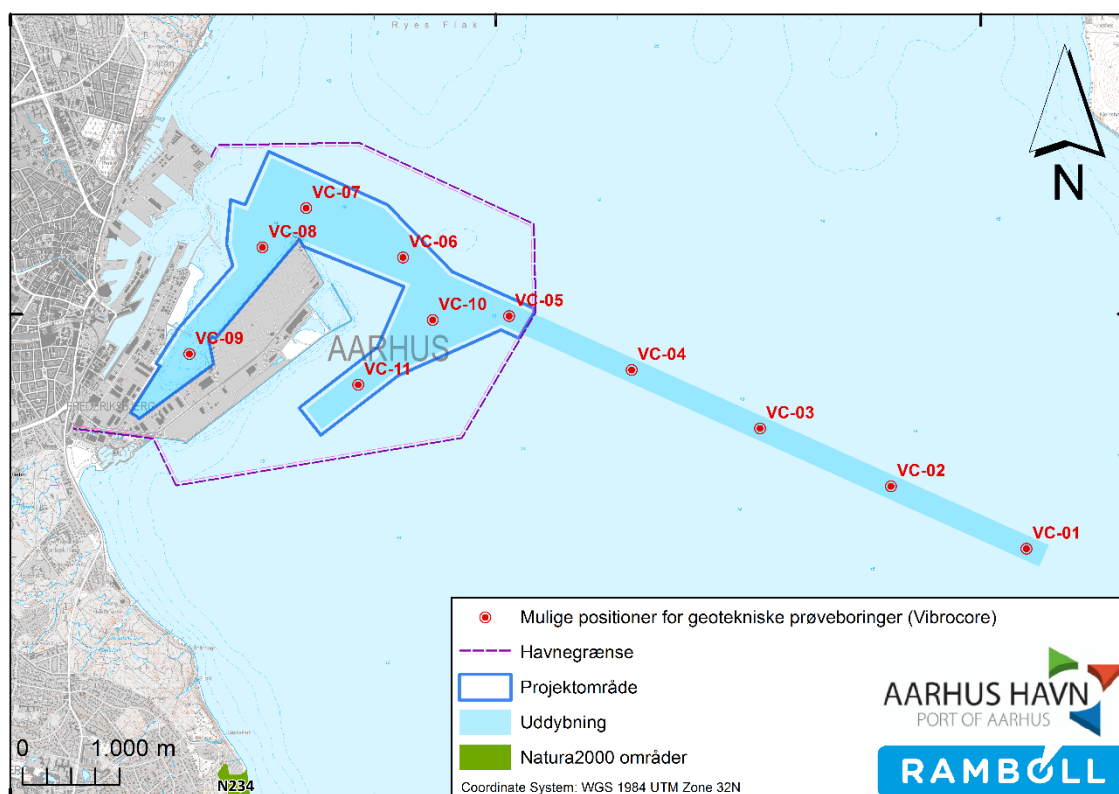 Ryes Flak
N
VC-07
VC-08
VC-06
VC-10
VC-05
VC-09
AARHUS
VC-04
VC-11
FREDERIKSBJERG
VC-03
VC-02
VC-01
Mulige positioner for geotekniske prøveboringer (Vibrocore)
Havnegrænse
Projektområde
Uddybning
Natura2000 områder
Coordinate System: WGS 1984 UTM Zone 32N
AARHUS HAVN
PORT OF AARHUS
RAMBOLL
0 1.000 m
N234